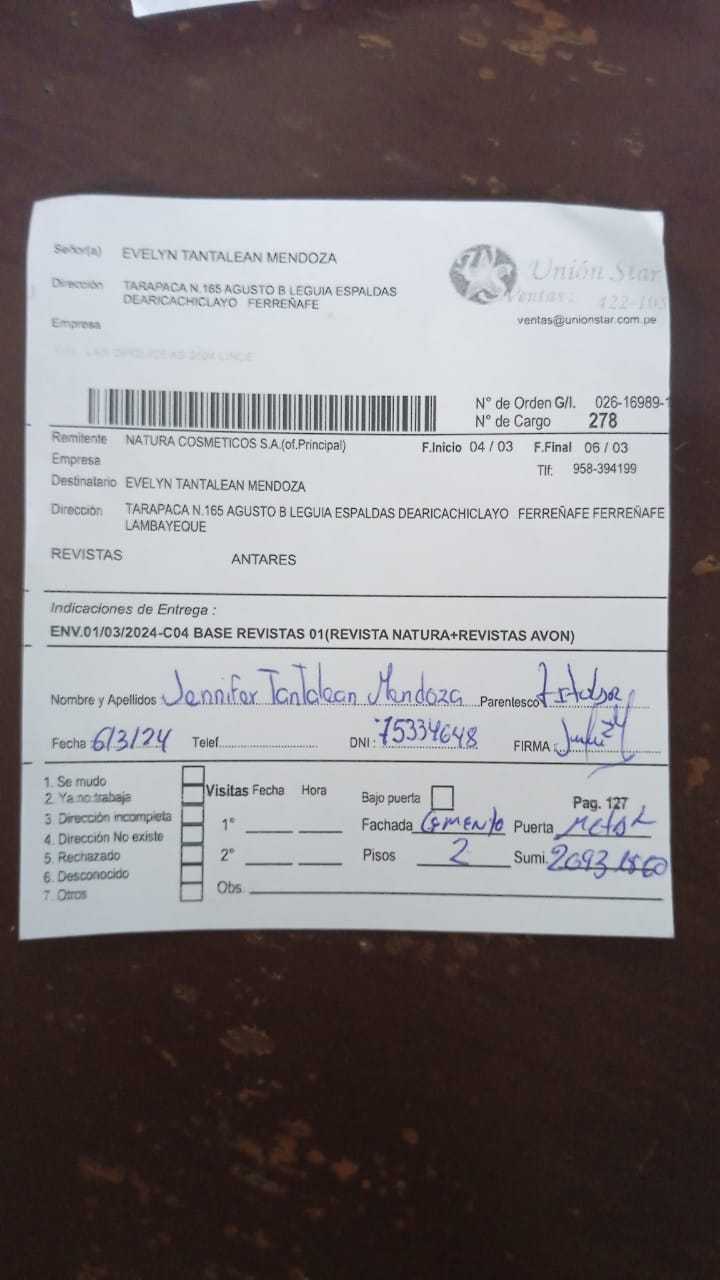 Señor(a) EVELYN TANTALEAN MENDOZA
Unión Star
Dirección TARAPACA N.165 AGUSTO B LEGUIA ESPALDAS
DEARICACHICLAYO FERREÑAFE
Ventas: 422-103
Empresa
ventas@unionstar.com.pe
N° de Orden G/I. 026-16989-1
N° de Cargo 278
Remitente NATURA COSMETICOS S.A.(of.Principal) F.Inicio 04 / 03 F.Final 06 / 03
Empresa Tlf: 958-394199
Destinatario EVELYN TANTALEAN MENDOZA
Dirección TARAPACA N.165 AGUSTO B LEGUIA ESPALDAS DEARICACHICLAYO FERREÑAFE FERREÑAFE
LAMBAYEQUE
REVISTAS ANTARES
Indicaciones de Entrega :
ENV.01/03/2024-C04 BASE REVISTAS 01(REVISTA NATURA+REVISTAS AVON)
Nombre y Apellidos Jennifer Tantalean Mendoza Parentesco
Fecha : 6/3/24 Telef. DNI : 75334648 FIRMA :
1. Se mudo
2. Ya no trabaja
3. Dirección incompleta
4. Dirección No existe
5. Rechazado
6. Desconocido
7. Otros
Visitas Fecha Hora Bajo puerta Pag. 127
1° Fachada Cemento Puerta Metal
2° Pisos 2 Sumi.
Obs.